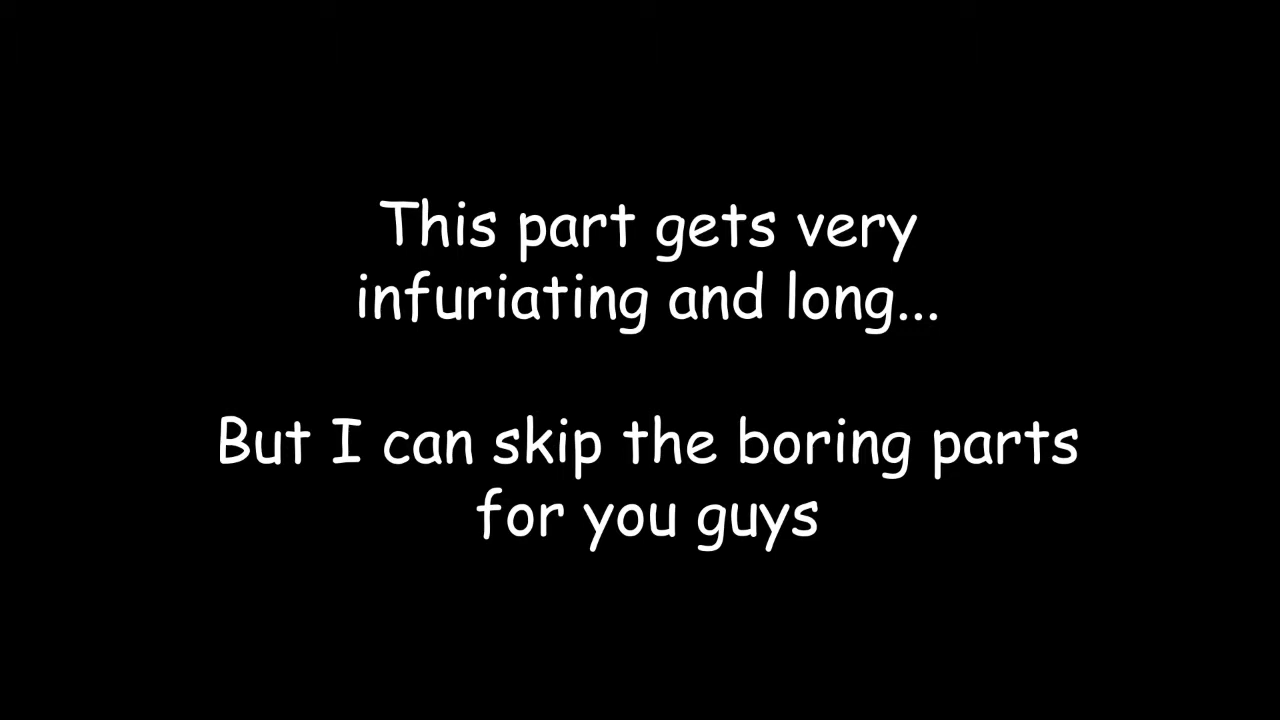 This part gets very
infuriating and long...
But I can skip the boring parts
for you guys